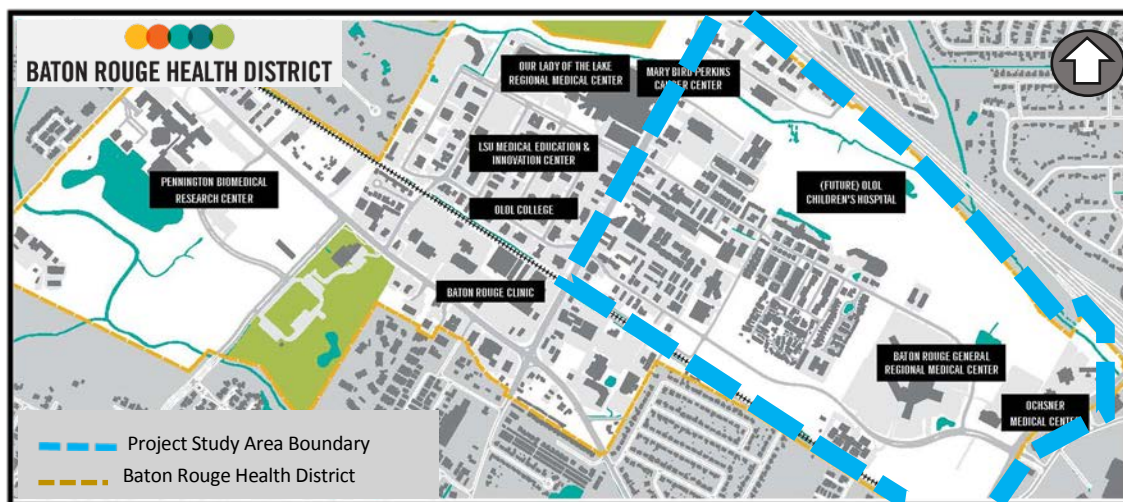 BATON ROUGE HEALTH DISTRICT
OUR LADY OF THE LAKE
REGIONAL MEDICAL CENTER
MARY BIRD PERKINS
CANCER CENTER
LSU MEDICAL EDUCATION &
INNOVATION CENTER
PENNINGTON BIOMEDICAL
RESEARCH CENTER
(FUTURE) OLOL
CHILDREN'S HOSPITAL
OLOL COLLEGE
BATON ROUGE CLINIC
BATON ROUGE GENERAL
REGIONAL MEDICAL CENTER
OCHSNER
MEDICAL CENTER
Project Study Area Boundary
Baton Rouge Health District